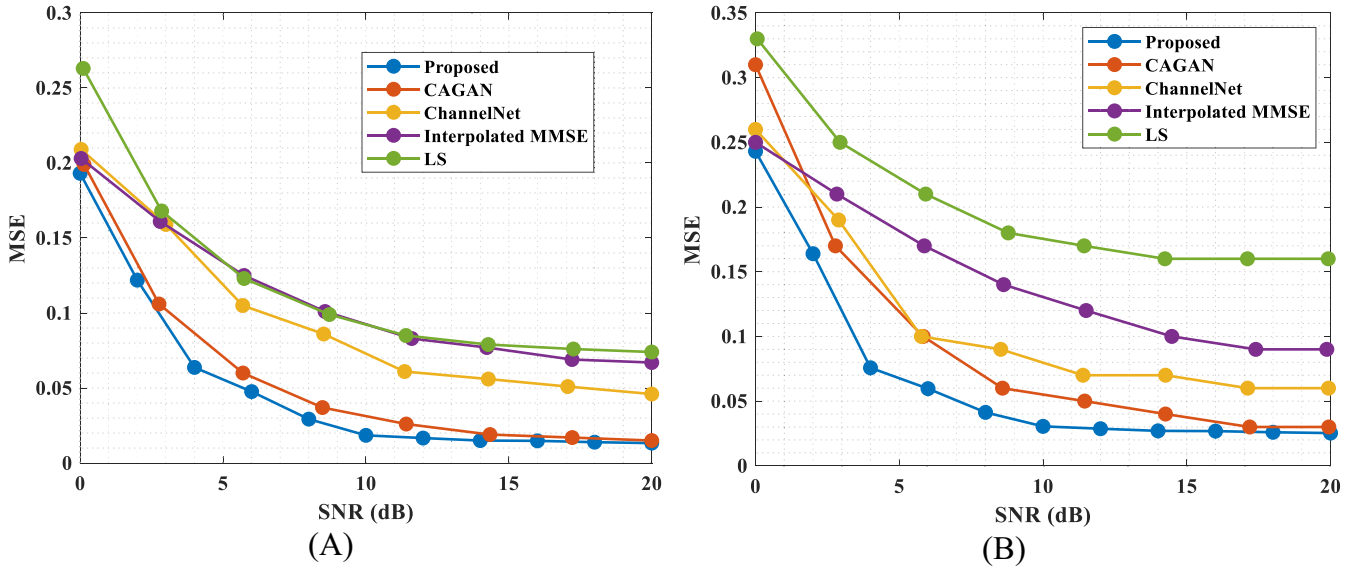 0.3
0.25
0.2
0.15
0.1
0.05
0
MSE
0 5 10 15 20
SNR (dB)
Proposed
CAGAN
ChannelNet
Interpolated MMSE
LS
(A)
0.35
0.3
0.25
0.2
0.15
0.1
0.05
0
MSE
0 5 10 15 20
SNR (dB)
Proposed
CAGAN
ChannelNet
Interpolated MMSE
LS
(B)